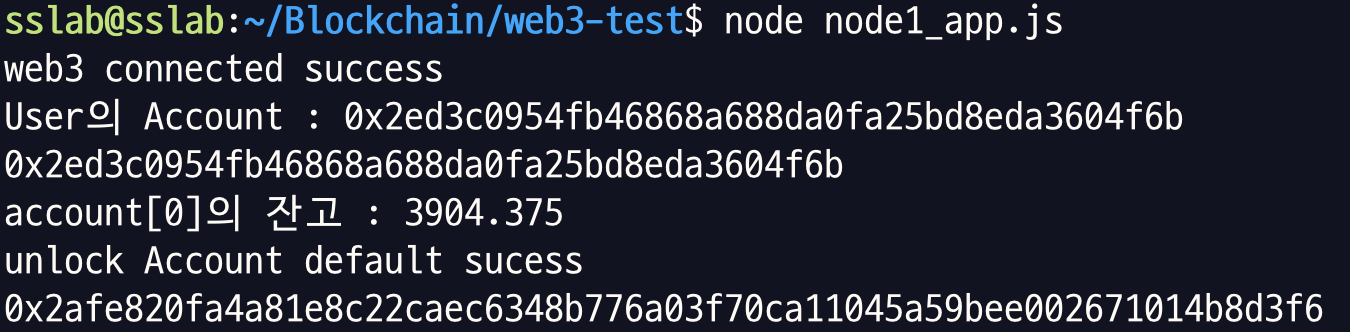 sslab@sslab:~/Blockchain/web3-test$ node node1_app.js
web3 connected success
User의 Account : 0x2ed3c0954fb46868a688da0fa25bd8eda3604f6b
0x2ed3c0954fb46868a688da0fa25bd8eda3604f6b
account[0]의 잔고 : 3904.375
unlock Account default sucess
0x2afe820fa4a81e8c22caec6348b776a03f70ca11045a59bee002671014b8d3f6